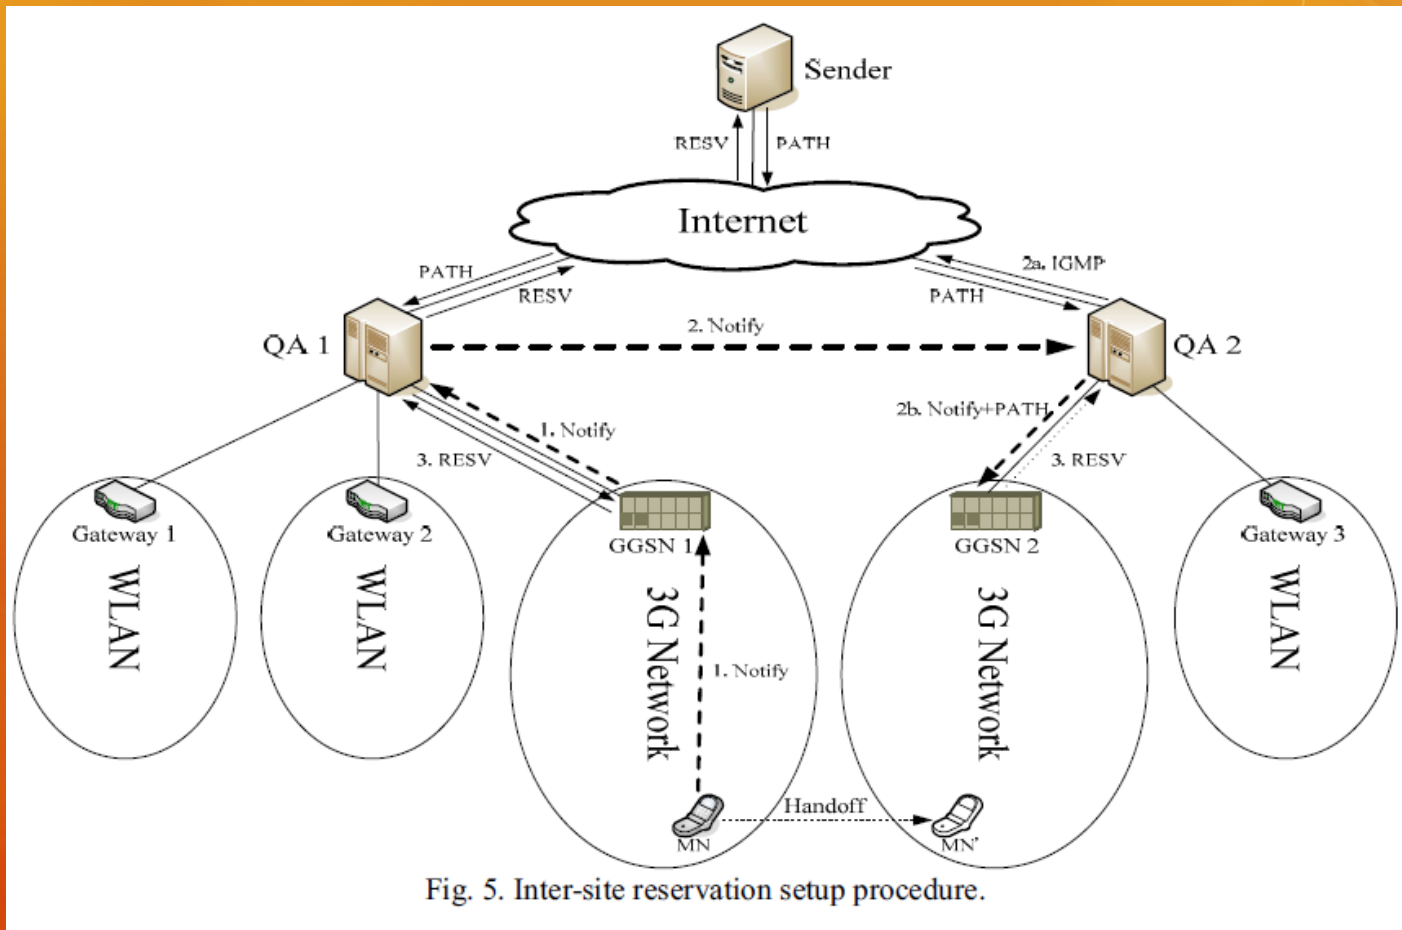 Sender
RESV
PATH
Internet
PATH
RESV
2a. IGMP
PATH
QA 1
2. Notify
QA 2
1. Notify
3. RESV
2b. Notify+PATH
3. RESV
Gateway 1
Gateway 2
GGSN 1
GGSN 2
Gateway 3
WLAN
WLAN
3G Network
3G Network
WLAN
1. Notify
Handoff
MN
MN'
Fig. 5. Inter-site reservation setup procedure.